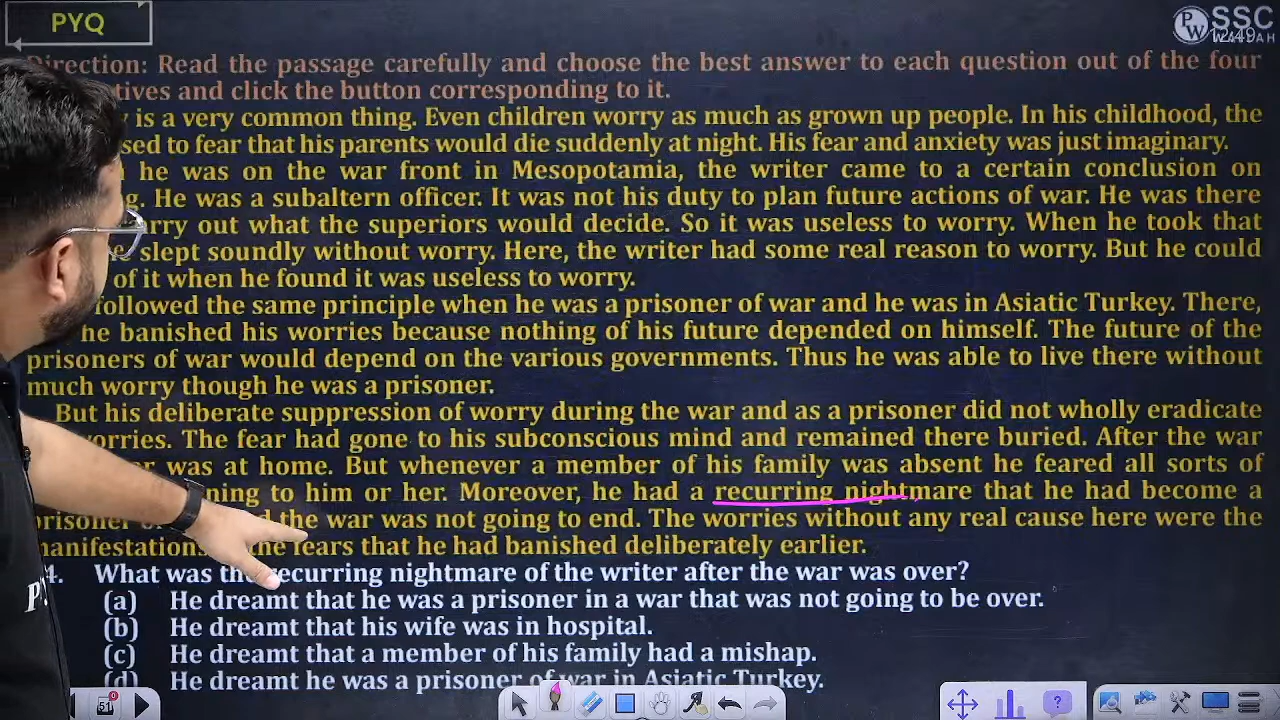 PYQ
SSC
WALLAH
12:49
Direction: Read the passage carefully and choose the best answer to each question out of the four
tives and click the button corresponding to it.
is a very common thing. Even children worry as much as grown up people. In his childhood, the
sed to fear that his parents would die suddenly at night. His fear and anxiety was just imaginary.
he was on the war front in Mesopotamia, the writer came to a certain conclusion on
g. He was a subaltern officer. It was not his duty to plan future actions of war. He was there
rry out what the superiors would decide. So it was useless to worry. When he took that
slept soundly without worry. Here, the writer had some real reason to worry. But he could
of it when he found it was useless to worry.
followed the same principle when he was a prisoner of war and he was in Asiatic Turkey. There,
he banished his worries because nothing of his future depended on himself. The future of the
prisoners of war would depend on the various governments. Thus he was able to live there without
much worry though he was a prisoner.
But his deliberate suppression of worry during the war and as a prisoner did not wholly eradicate
worries. The fear had gone to his subconscious mind and remained there buried. After the war
was at home. But whenever a member of his family was absent he feared all sorts of
ning to him or her. Moreover, he had a recurring nightmare that he had become a
prisoner the war was not going to end. The worries without any real cause here were the
manifestations the fears that he had banished deliberately earlier.
4. What was the recurring nightmare of the writer after the war was over?
(a) He dreamt that he was a prisoner in a war that was not going to be over.
(b) He dreamt that his wife was in hospital.
(c) He dreamt that a member of his family had a mishap.
(d) He dreamt he was a prisoner of war in Asiatic Turkey.
51